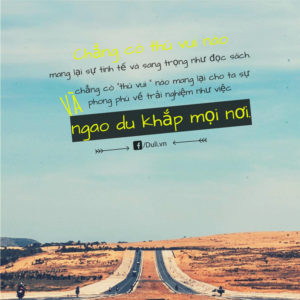 Chẳng có thú vui nào
mang lại sự tinh tế và sang trọng như đọc sách.
VÀ
chẳng có "thú vui" nào mang lại cho ta sự
phong phú về trải nghiệm như việc
ngao du khắp mọi nơi.
/Duli.vn